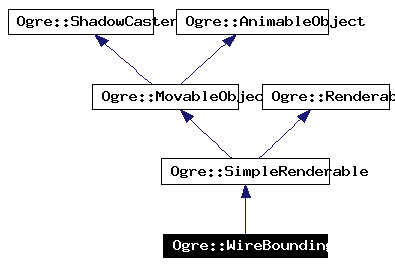 Ogre::ShadowCaster
Ogre::AnimableObject
Ogre::MovableObjec
Ogre::Renderab
Ogre::SimpleRenderable
Ogre::WireBounding